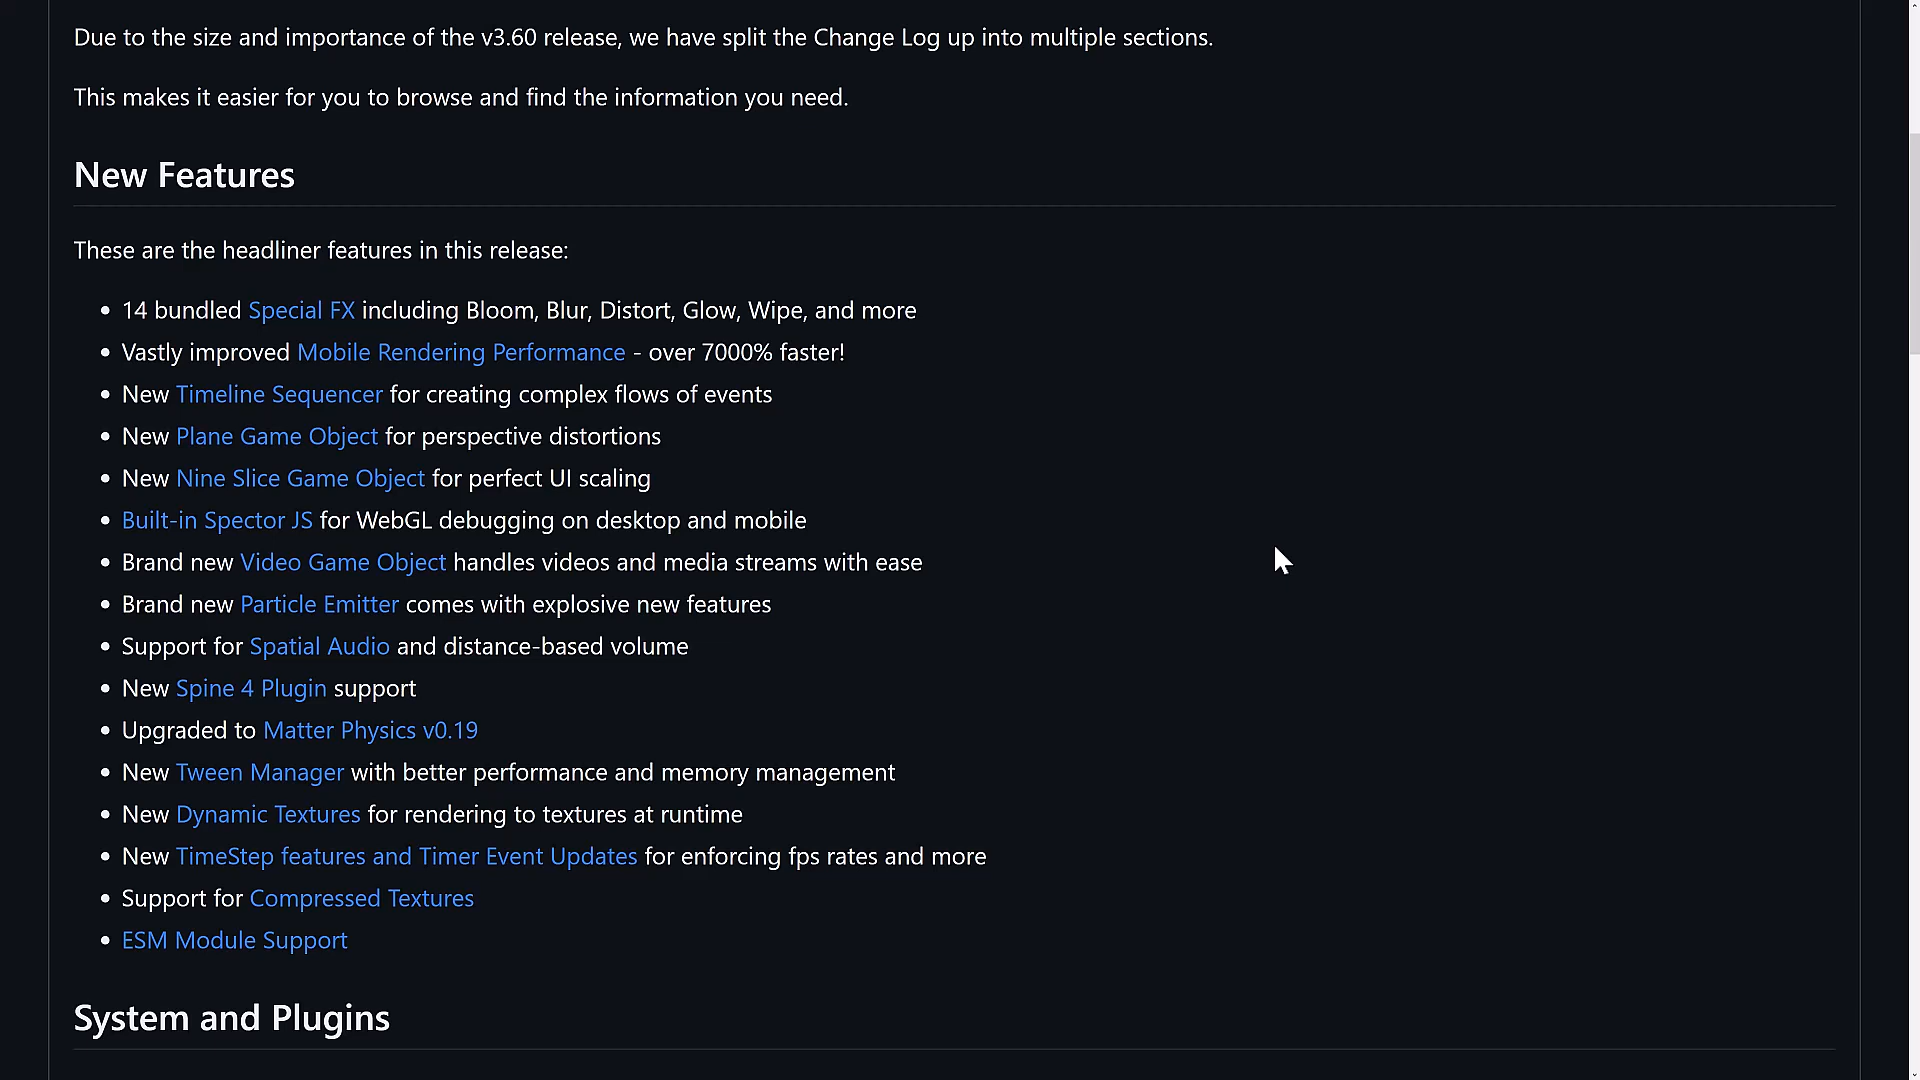 Due to the size and importance of the v3.60 release, we have split the Change Log up into multiple sections.
This makes it easier for you to browse and find the information you need.
New Features
These are the headliner features in this release:
14 bundled Special FX including Bloom, Blur, Distort, Glow, Wipe, and more
Vastly improved Mobile Rendering Performance - over 7000% faster!
New Timeline Sequencer for creating complex flows of events
New Plane Game Object for perspective distortions
New Nine Slice Game Object for perfect UI scaling
Built-in Spector JS for WebGL debugging on desktop and mobile
Brand new Video Game Object handles videos and media streams with ease
Brand new Particle Emitter comes with explosive new features
Support for Spatial Audio and distance-based volume
New Spine 4 Plugin support
Upgraded to Matter Physics v0.19
New Tween Manager with better performance and memory management
New Dynamic Textures for rendering to textures at runtime
New TimeStep features and Timer Event Updates for enforcing fps rates and more
Support for Compressed Textures
ESM Module Support
System and Plugins